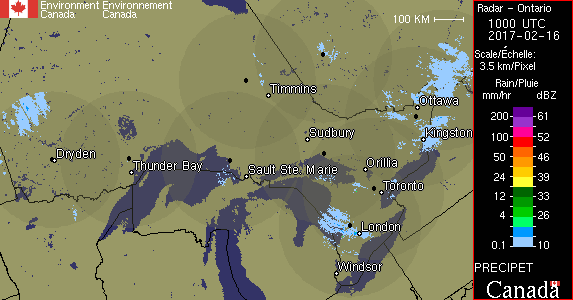 Environment Environnement
Canada Canada
100 KM
Timmins
Ottawa
Sudbury
Kingston
Dryden
Thunder Bay
Sault Ste. Marie
Orillia
Toronto
London
Windsor
Radar - Ontario
1000 UTC
2017-02-16
Scale/Échelle:
3.5 km/Pixel
Rain/Pluie
mm/hr dBZ
200 61
100 52
50 46
24 39
12 33
4 26
1 20
0.1 10
PRECIPET
Canada